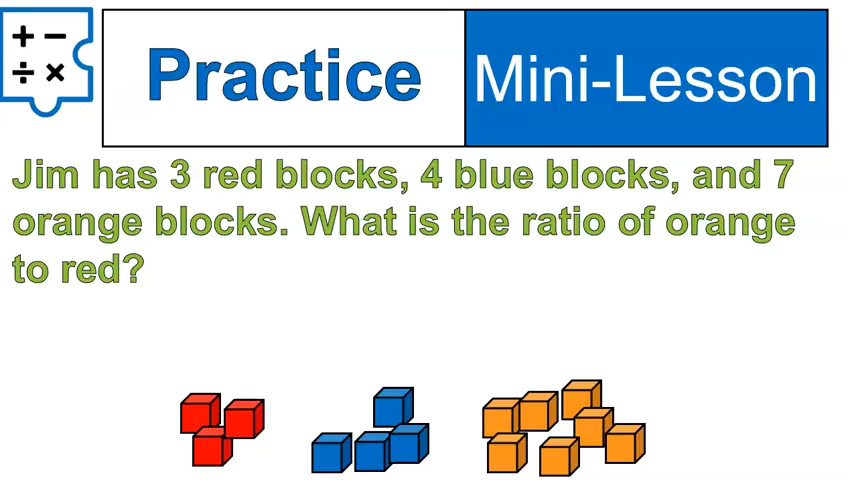 + −
÷ ×
Practice
Mini-Lesson
Jim has 3 red blocks, 4 blue blocks, and 7
orange blocks. What is the ratio of orange
to red?